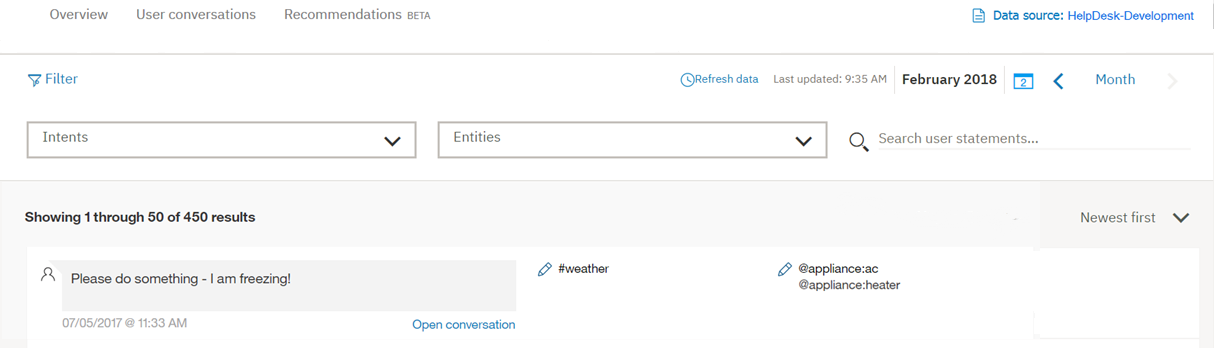 Overview User conversations Recommendations BETA Data source: HelpDesk-Development
Filter Refresh data Last updated: 9:35 AM February 2018 2 Month
Intents Entities Search user statements...
Showing 1 through 50 of 450 results Newest first
Please do something - I am freezing! #weather @appliance:ac
@appliance:heater
07/05/2017 @ 11:33 AM Open conversation